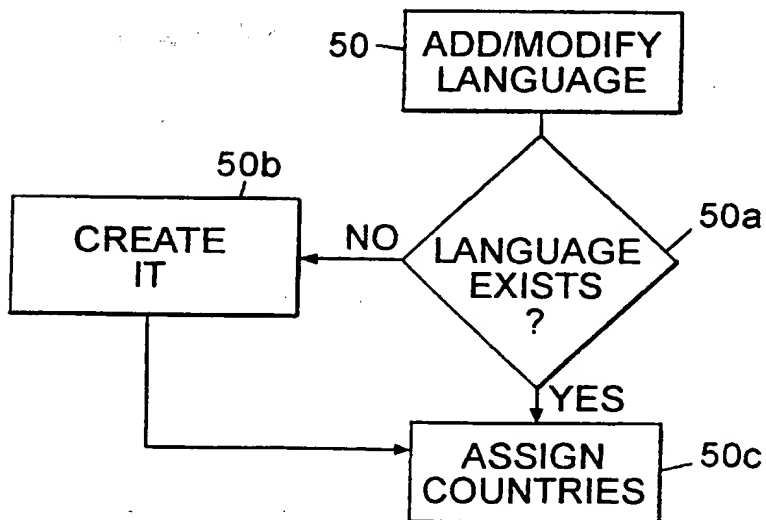 50
ADD/MODIFY
LANGUAGE
50b
50a
CREATE
IT
NO
LANGUAGE
EXISTS
?
YES
ASSIGN
COUNTRIES
50c